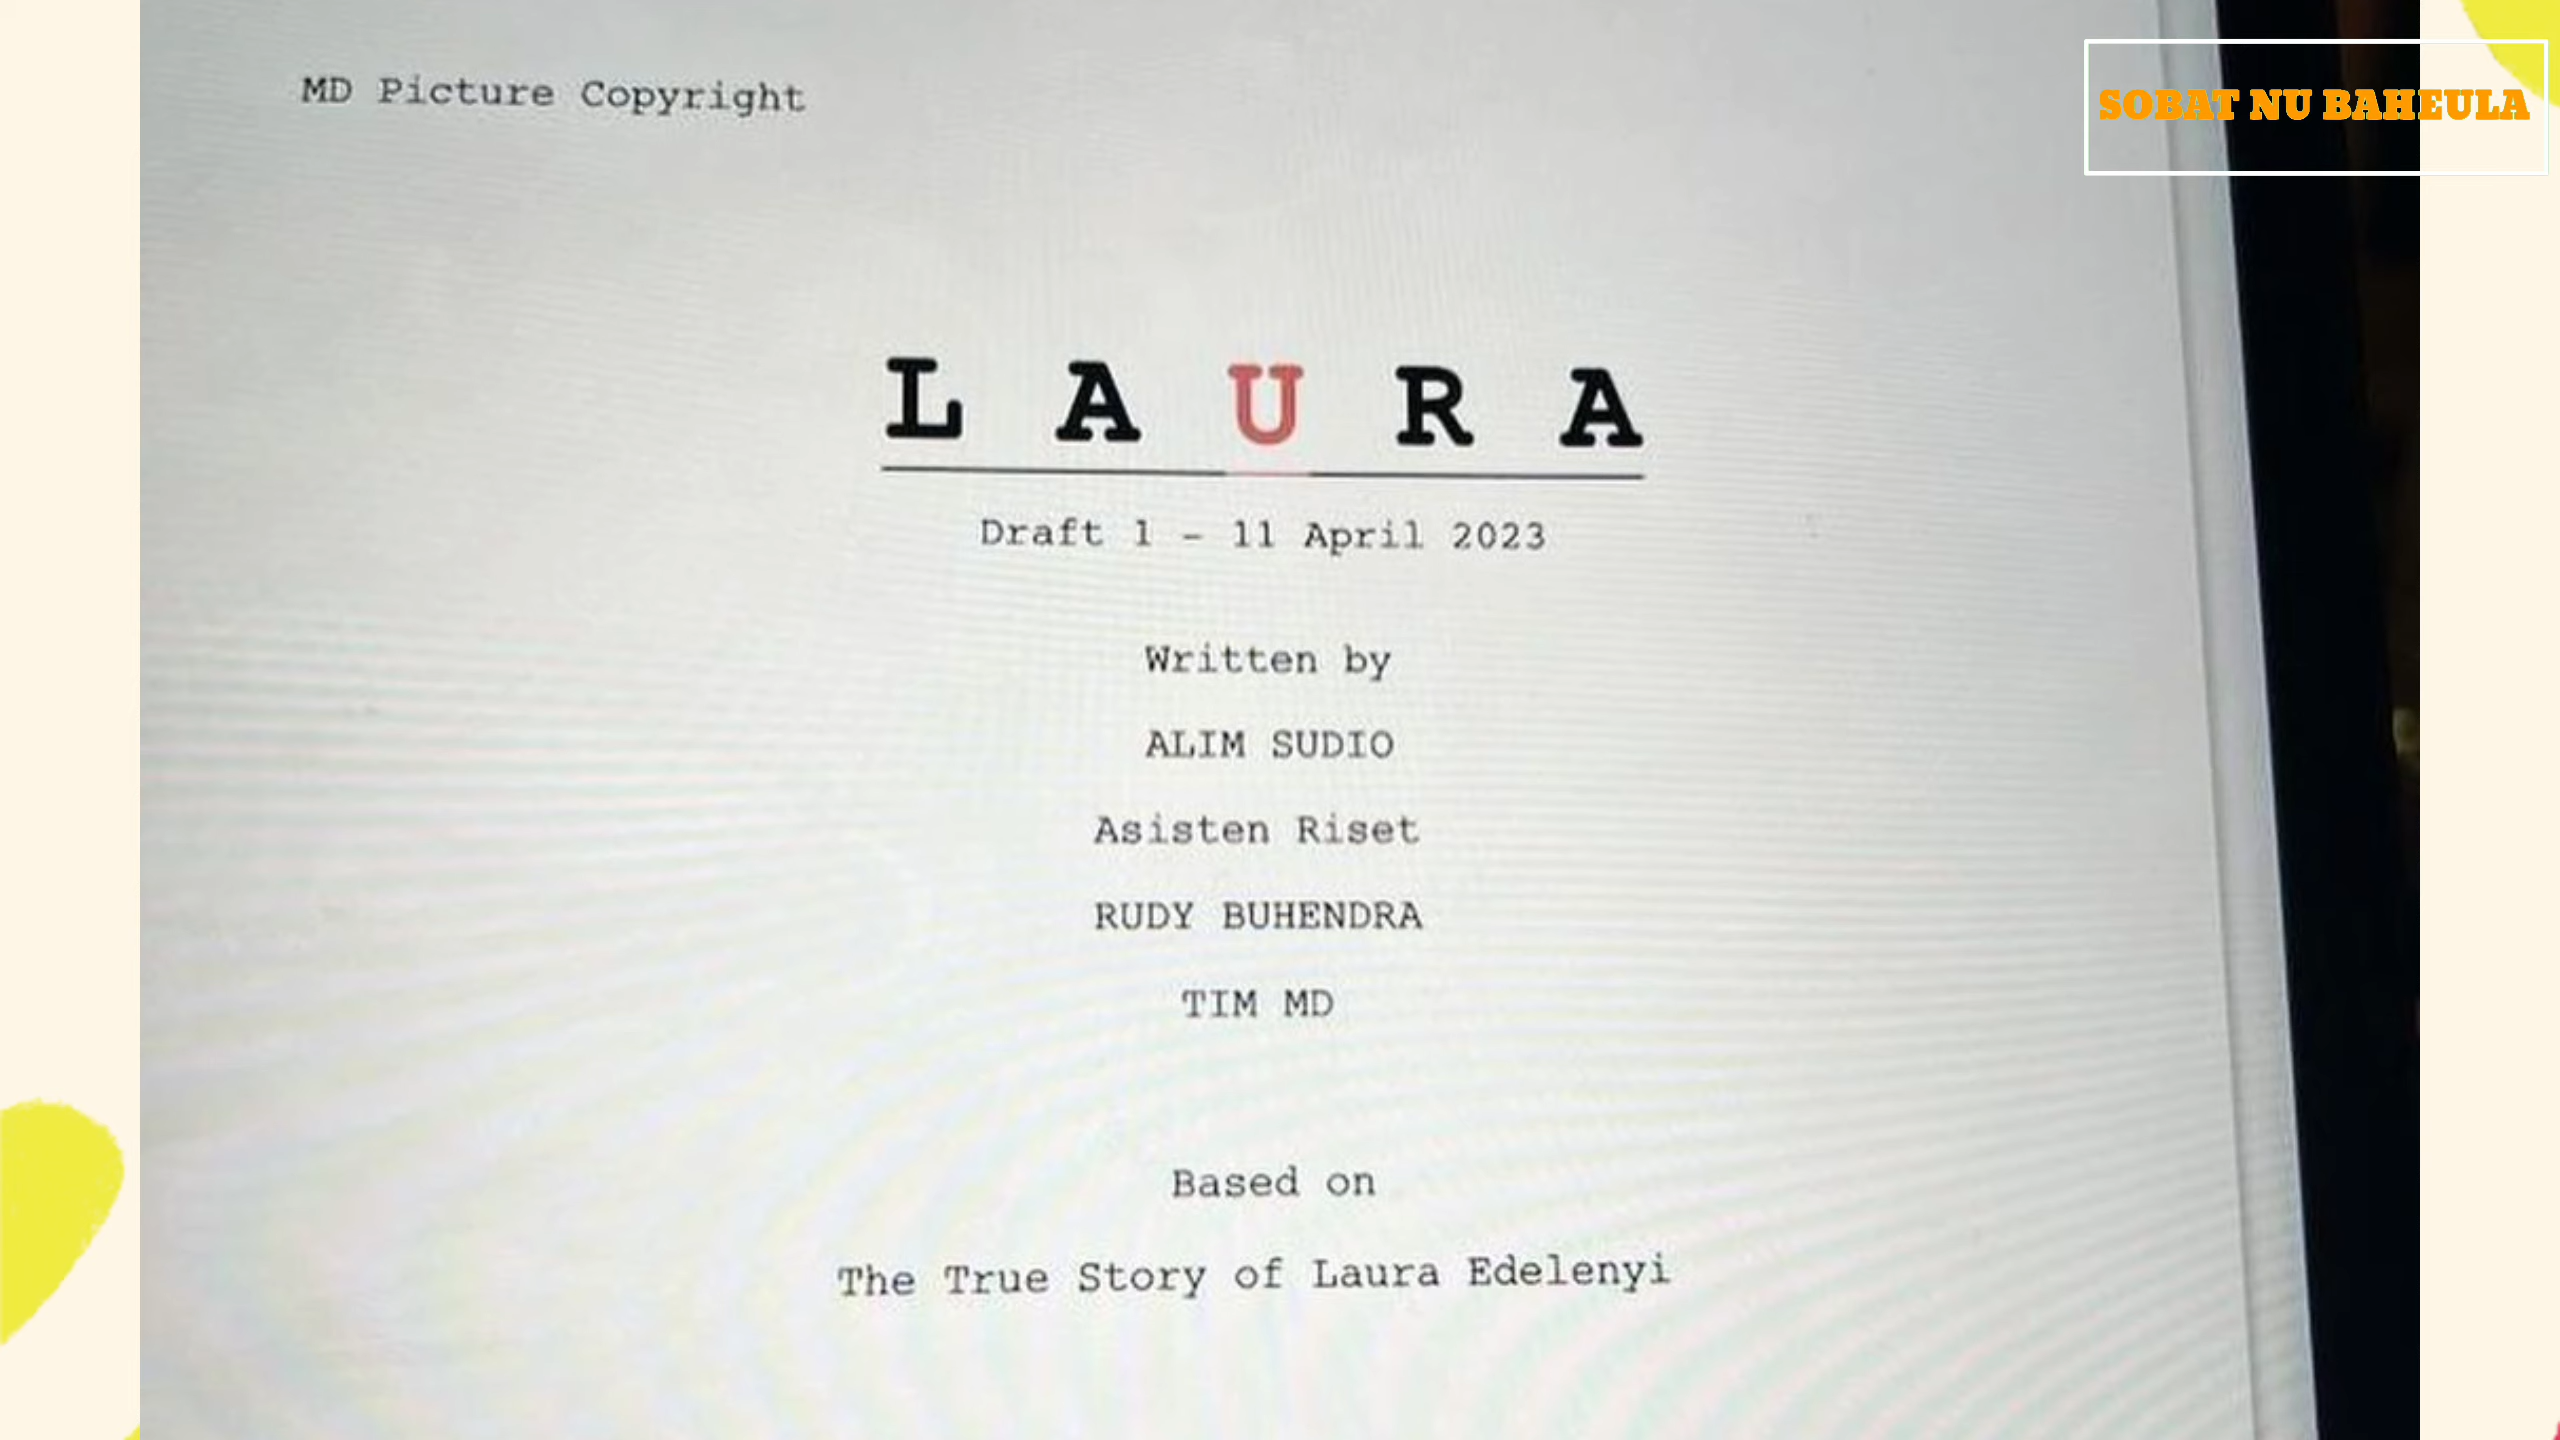 MD Picture Copyright
SOBAT NU BAHEULA
LAURA
Draft 1 - 11 April 2023
Written by
ALIM SUDIO
Asisten Riset
RUDY BUHENDRA
TIM MD
Based on
The True Story of Laura Edelenyi